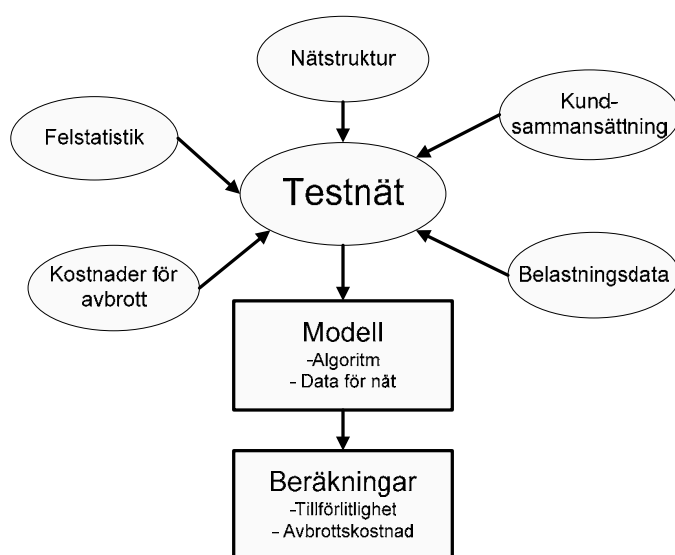 Nätstruktur
Felstatistik
Kund-
sammansättning
Testnät
Kostnader för
avbrott
Belastningsdata
Modell
-Algoritm
- Data för nät
Beräkningar
-Tillförlitlighet
- Avbrottskostnad